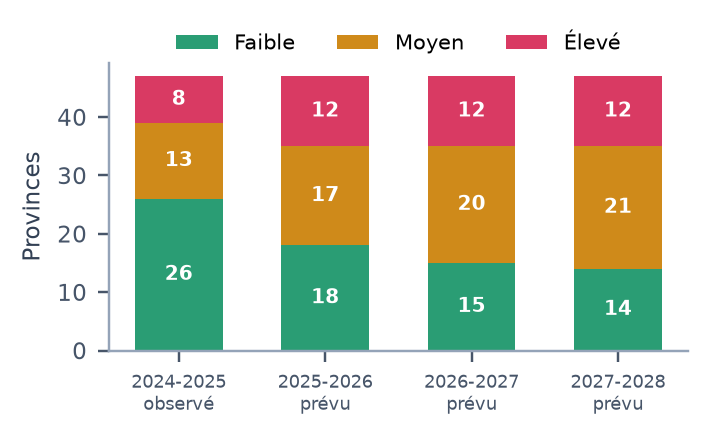 Faible Moyen Élevé
Provinces
40
30
20
10
0
8 12 12 12
13 17 20 21
26 18 15 14
2024-2025 2025-2026 2026-2027 2027-2028
observé prévu prévu prévu